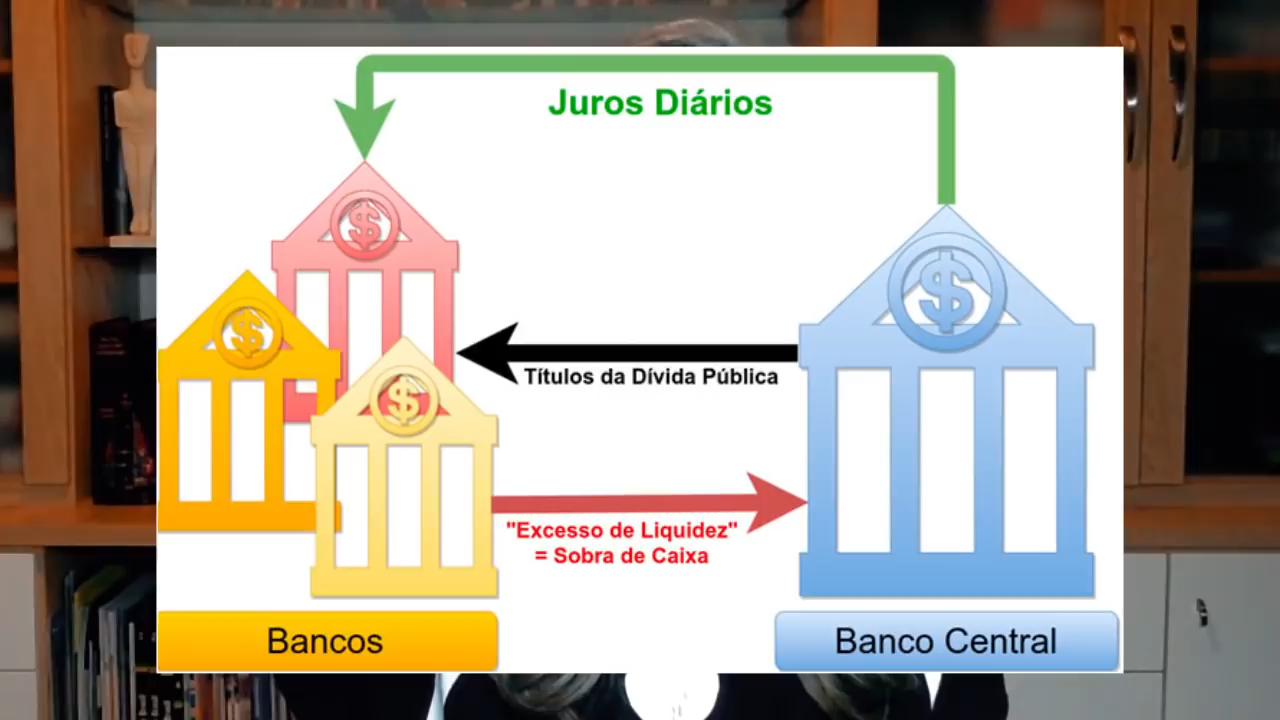 Juros Diários
Títulos da Dívida Pública
"Excesso de Liquidez"
= Sobra de Caixa
Bancos
Banco Central